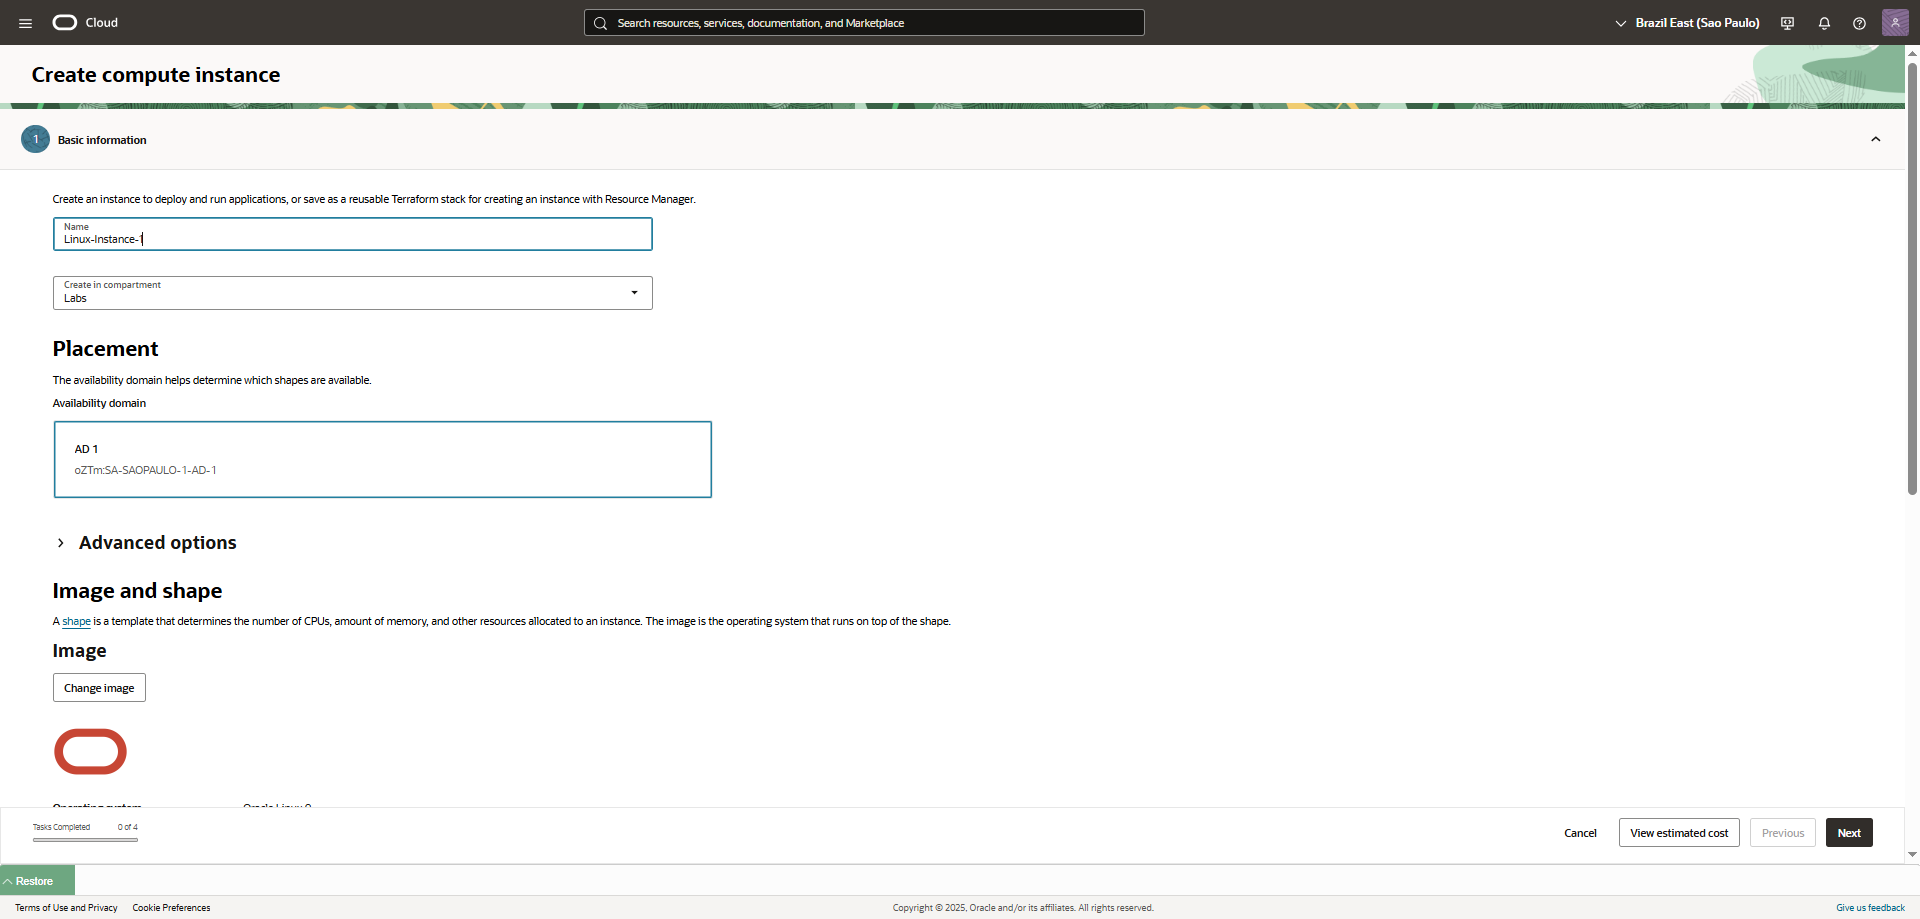 Cloud
Search resources, services, documentation, and Marketplace
Brazil East (Sao Paulo)
Create compute instance
1 Basic information
Create an instance to deploy and run applications, or save as a reusable Terraform stack for creating an instance with Resource Manager.
Name
Linux-Instance-1
Create in compartment
Labs
Placement
The availability domain helps determine which shapes are available.
Availability domain
AD 1
oZTm:SA-SAOPAULO-1-AD-1
Advanced options
Image and shape
A shape is a template that determines the number of CPUs, amount of memory, and other resources allocated to an instance. The image is the operating system that runs on top of the shape.
Image
Change image
Operating system
Oracle Linux
Tasks Completed 0 of 4
Cancel
View estimated cost
Previous
Next
Restore
Terms of Use and Privacy
Cookie Preferences
Copyright © 2025, Oracle and/or its affiliates. All rights reserved.
Give us feedback